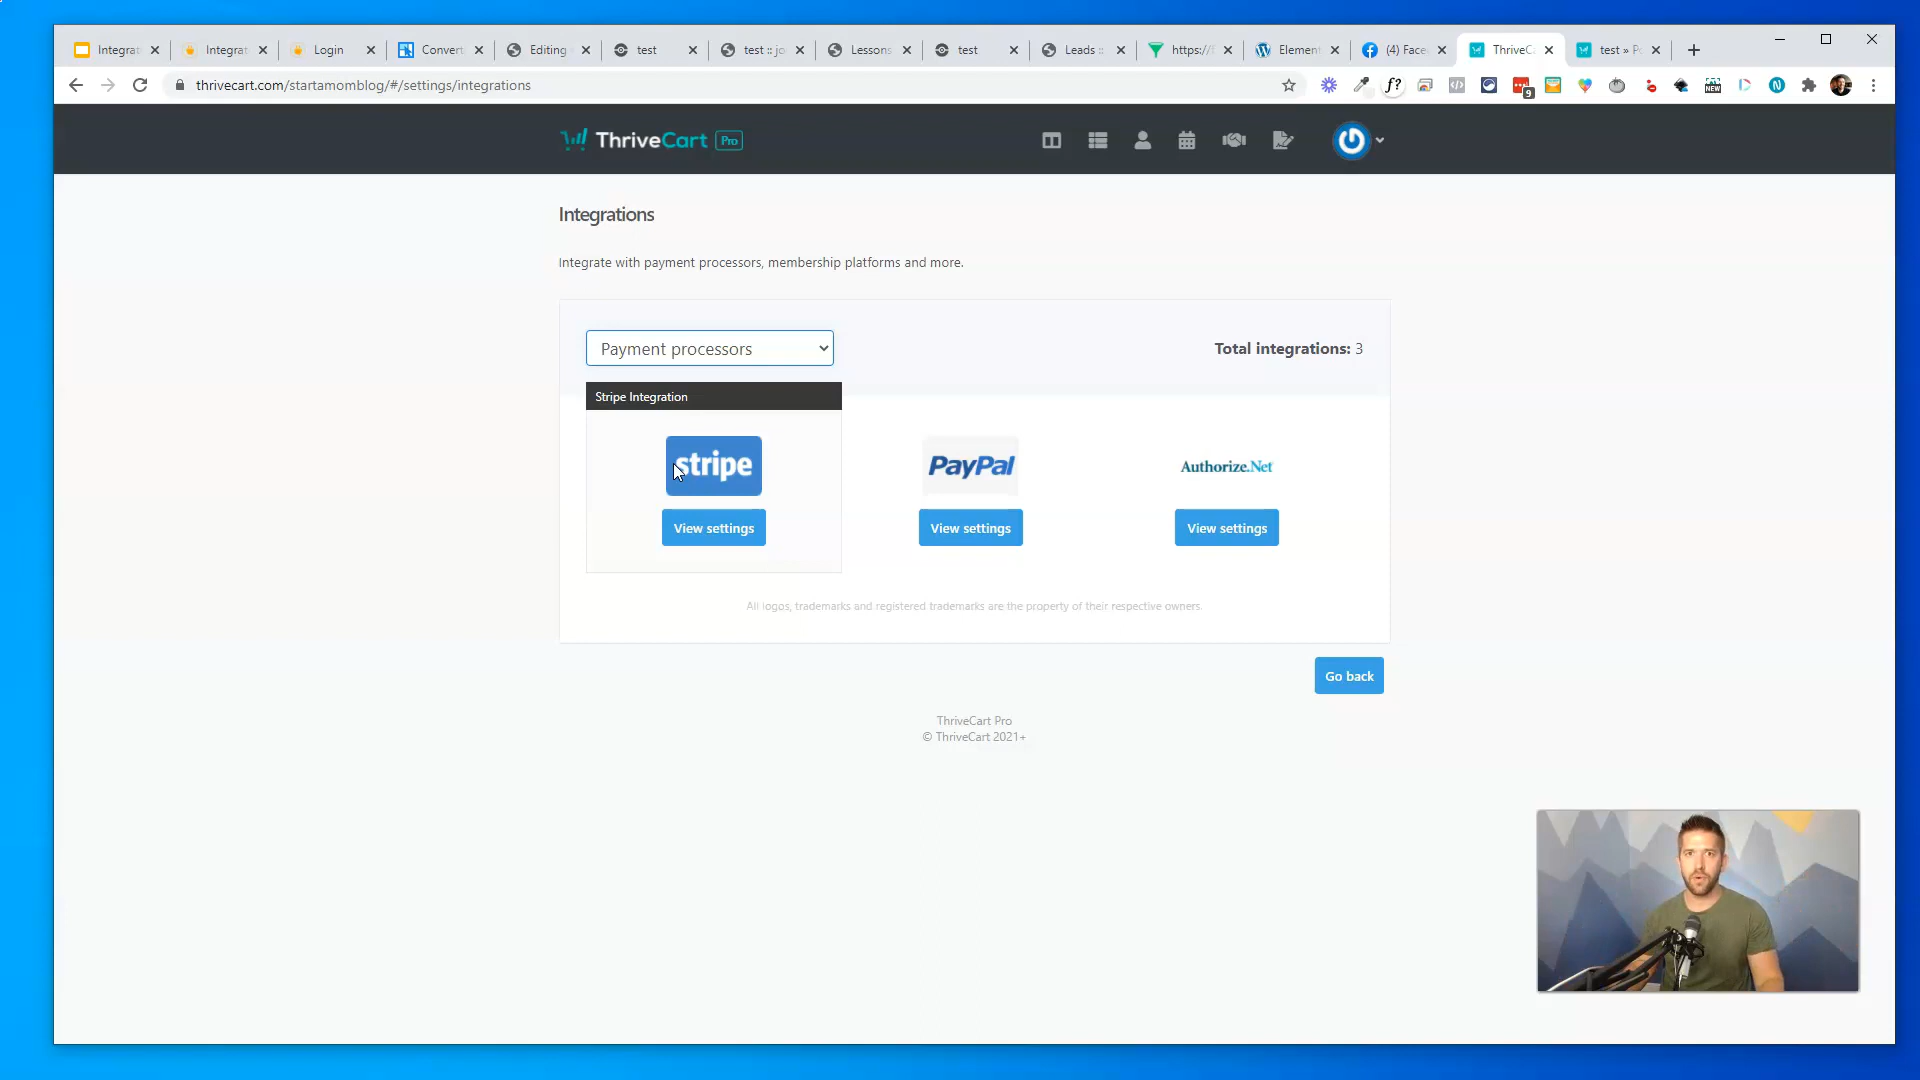 Integrat
Integrat
Login
Convert
Editing
test
test :: jo
Lessons
test
Leads ::
https://
Element
(4) Face
ThriveC
test » P
thrivecart.com/startamomblog/#/settings/integrations
f?
9
NEW
N
ThriveCart Pro
Integrations
Integrate with payment processors, membership platforms and more.
Payment processors
Total integrations: 3
Stripe Integration
stripe
PayPal
Authorize.Net
View settings
View settings
View settings
All logos, trademarks and registered trademarks are the property of their respective owners.
Go back
ThriveCart Pro
© ThriveCart 2021+